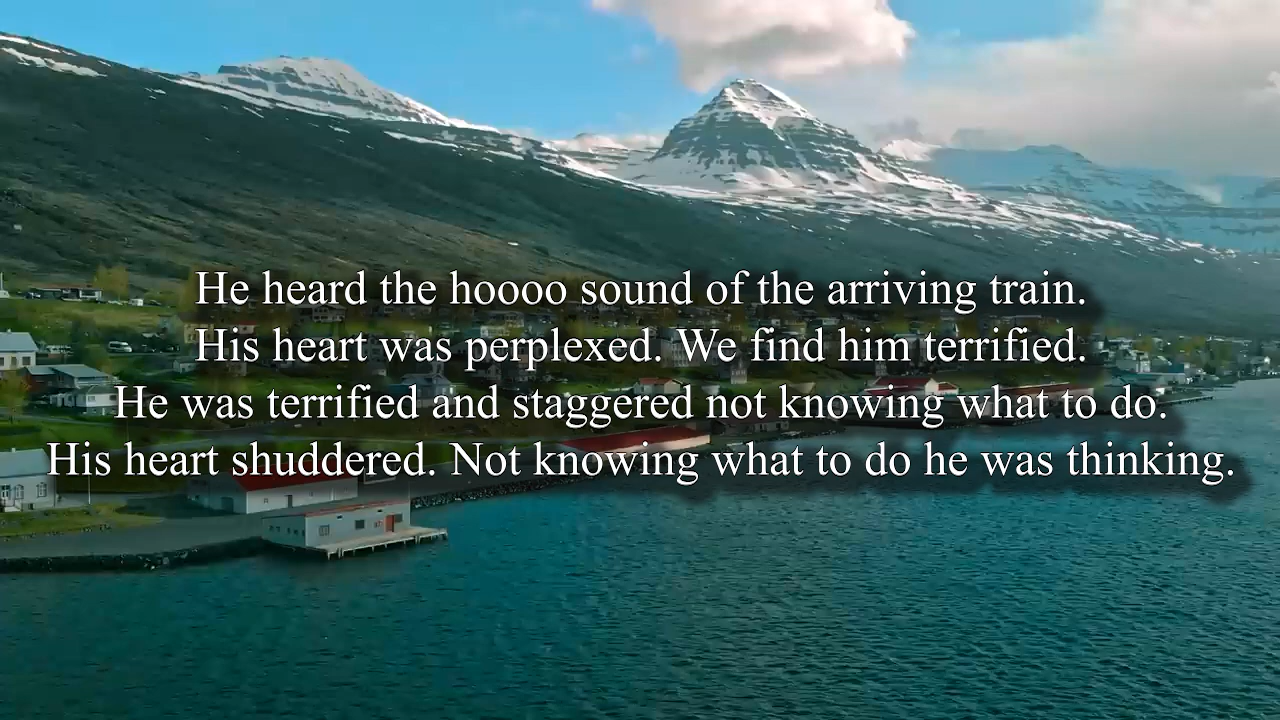 He heard the hoooo sound of the arriving train.
His heart was perplexed. We find him terrified.
He was terrified and staggered not knowing what to do.
His heart shuddered. Not knowing what to do he was thinking.